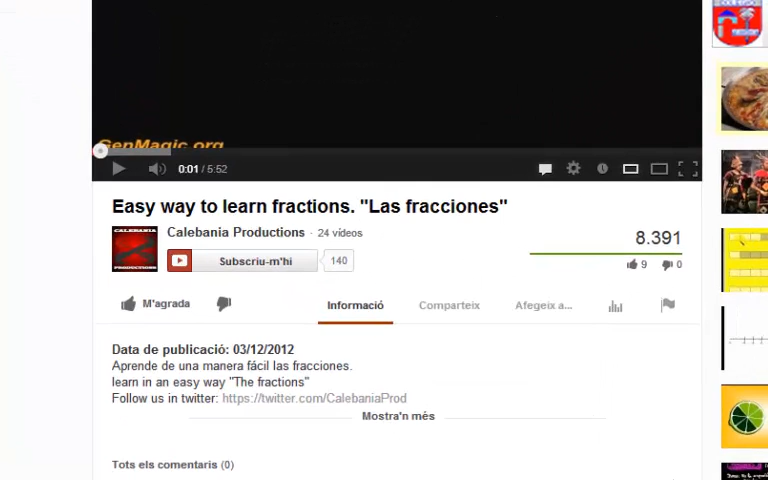 GenMagic.org
0:01 / 5:52
Easy way to learn fractions. "Las fracciones"
CALEBANIA
PRODUCTIONS
Calebania Productions · 24 vídeos
Subscriu-m'hi 140
8.391
9 0
M'agrada
Informació Comparteix Afegeix a...
Data de publicació: 03/12/2012
Aprende de una manera fácil las fracciones.
learn in an easy way "The fractions"
Follow us in twitter: https://twitter.com/CalebaniaProd
Mostra'n més
Tots els comentaris (0)